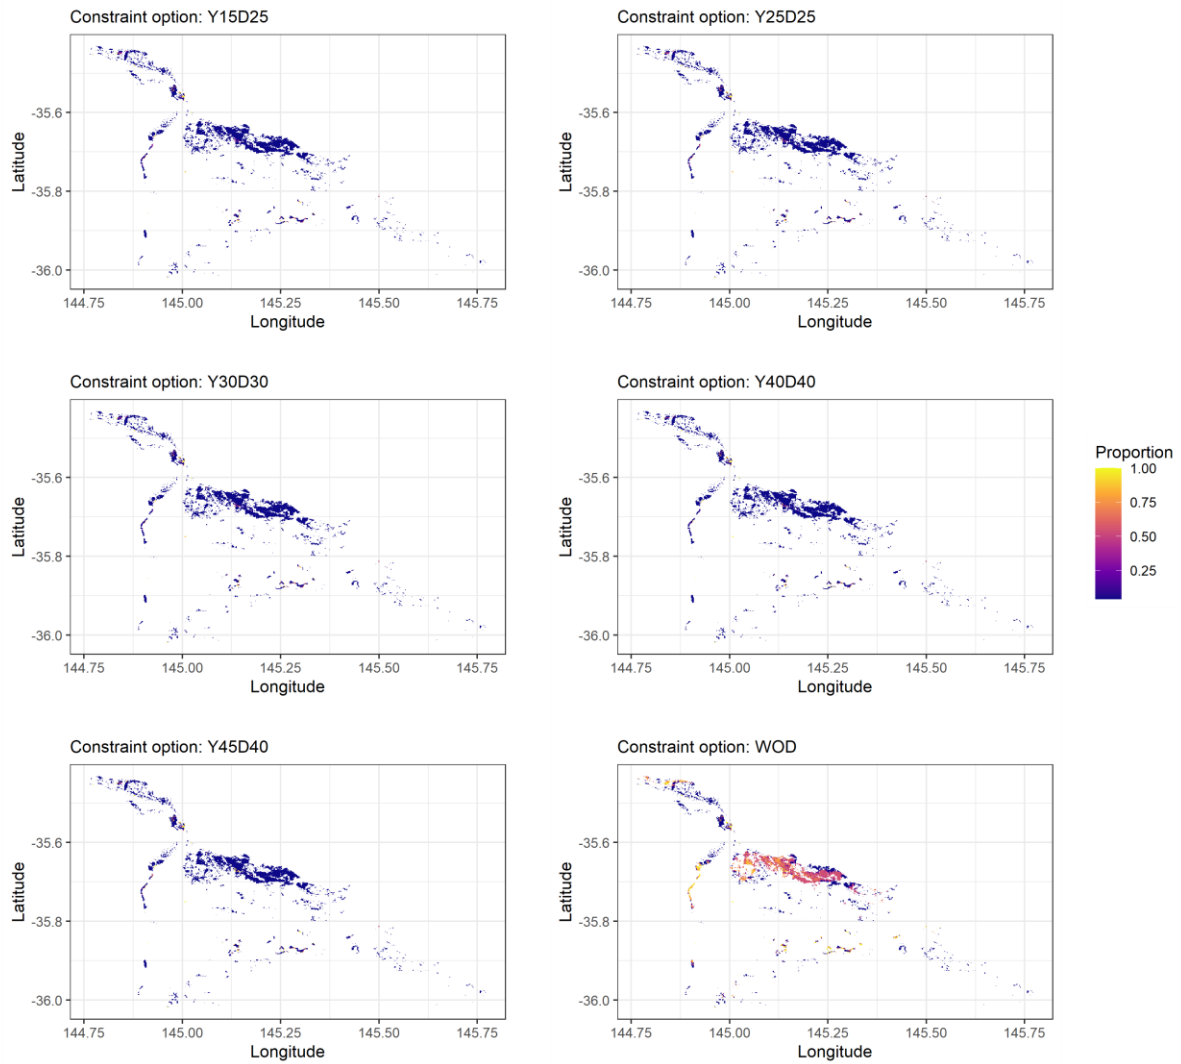 Constraint option: Y15D25
Constraint option: Y25D25
-35.6
-35.8
-36.0
Latitude
144.75 145.00 145.25 145.50 145.75
Longitude
-35.6
-35.8
-36.0
Latitude
144.75 145.00 145.25 145.50 145.75
Longitude
Constraint option: Y30D30
Constraint option: Y40D40
-35.6
-35.8
-36.0
Latitude
144.75 145.00 145.25 145.50 145.75
Longitude
-35.6
-35.8
-36.0
Latitude
144.75 145.00 145.25 145.50 145.75
Longitude
Proportion
1.00
0.75
0.50
0.25
Constraint option: Y45D40
Constraint option: WOD
-35.6
-35.8
-36.0
Latitude
144.75 145.00 145.25 145.50 145.75
Longitude
-35.6
-35.8
-36.0
Latitude
144.75 145.00 145.25 145.50 145.75
Longitude